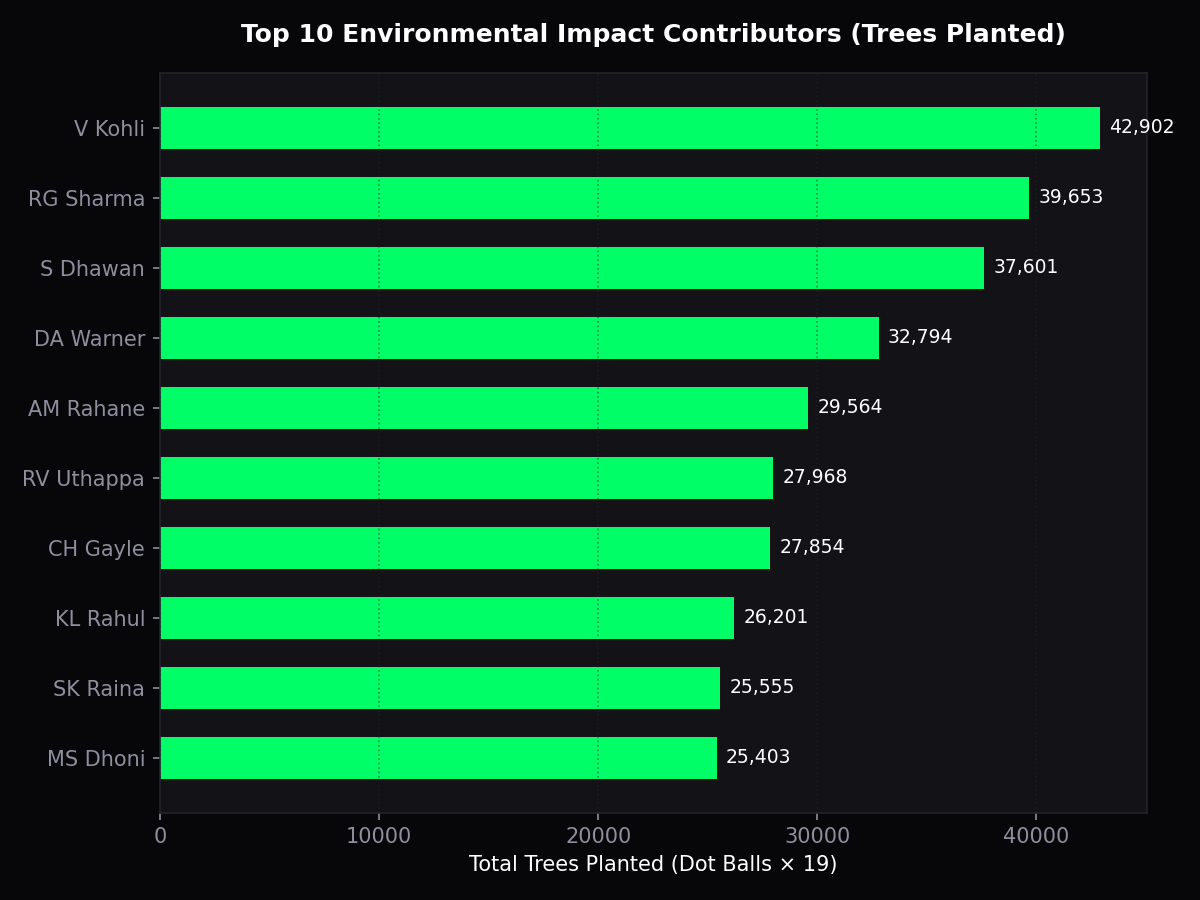 Top 10 Environmental Impact Contributors (Trees Planted)
V Kohli 42,902
RG Sharma 39,653
S Dhawan 37,601
DA Warner 32,794
AM Rahane 29,564
RV Uthappa 27,968
CH Gayle 27,854
KL Rahul 26,201
SK Raina 25,555
MS Dhoni 25,403
0 10000 20000 30000 40000
Total Trees Planted (Dot Balls × 19)